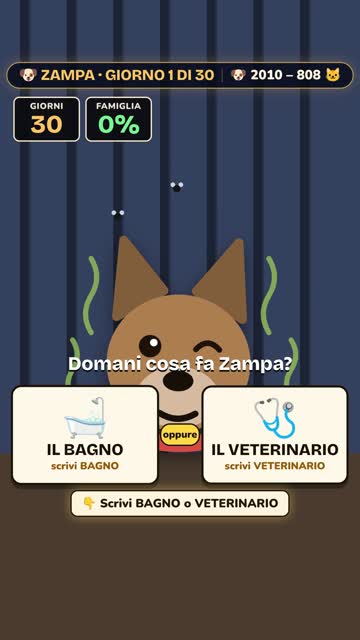 🐶 ZAMPA · GIORNO 1 DI 30 | 🐶 2010 – 808 🐱
GIORNI
30
FAMIGLIA
0%
Domani cosa fa Zampa?
IL BAGNO
scrivi BAGNO
oppure
IL VETERINARIO
scrivi VETERINARIO
👇 Scrivi BAGNO o VETERINARIO